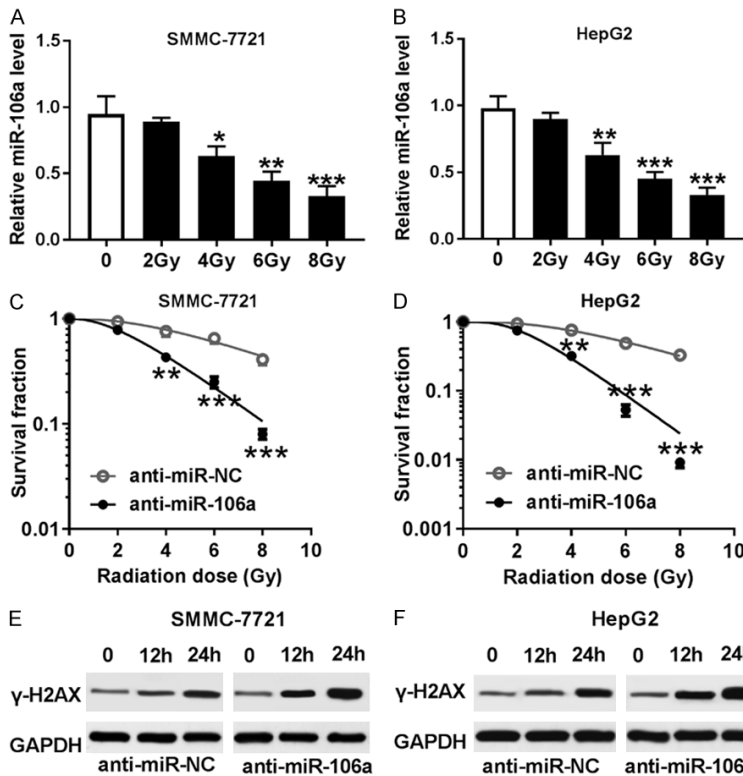 A
SMMC-7721
Relative miR-106a level
1.5
1.0
0.5
0.0
*
**
***
0 2Gy 4Gy 6Gy 8Gy
B
HepG2
Relative miR-106a level
1.5
1.0
0.5
0.0
**
***
***
0 2Gy 4Gy 6Gy 8Gy
C
SMMC-7721
Survival fraction
1
0.1
0.01
**
***
***
anti-miR-NC
anti-miR-106a
0 2 4 6 8 10
Radiation dose (Gy)
D
HepG2
Survival fraction
1
0.1
0.01
0.001
**
***
***
anti-miR-NC
anti-miR-106a
0 2 4 6 8 10
Radiation dose (Gy)
E
SMMC-7721
0 12h 24h 0 12h 24h
γ-H2AX
GAPDH
anti-miR-NC anti-miR-106a
F
HepG2
0 12h 24h 0 12h 24
γ-H2AX
GAPDH
anti-miR-NC anti-miR-106